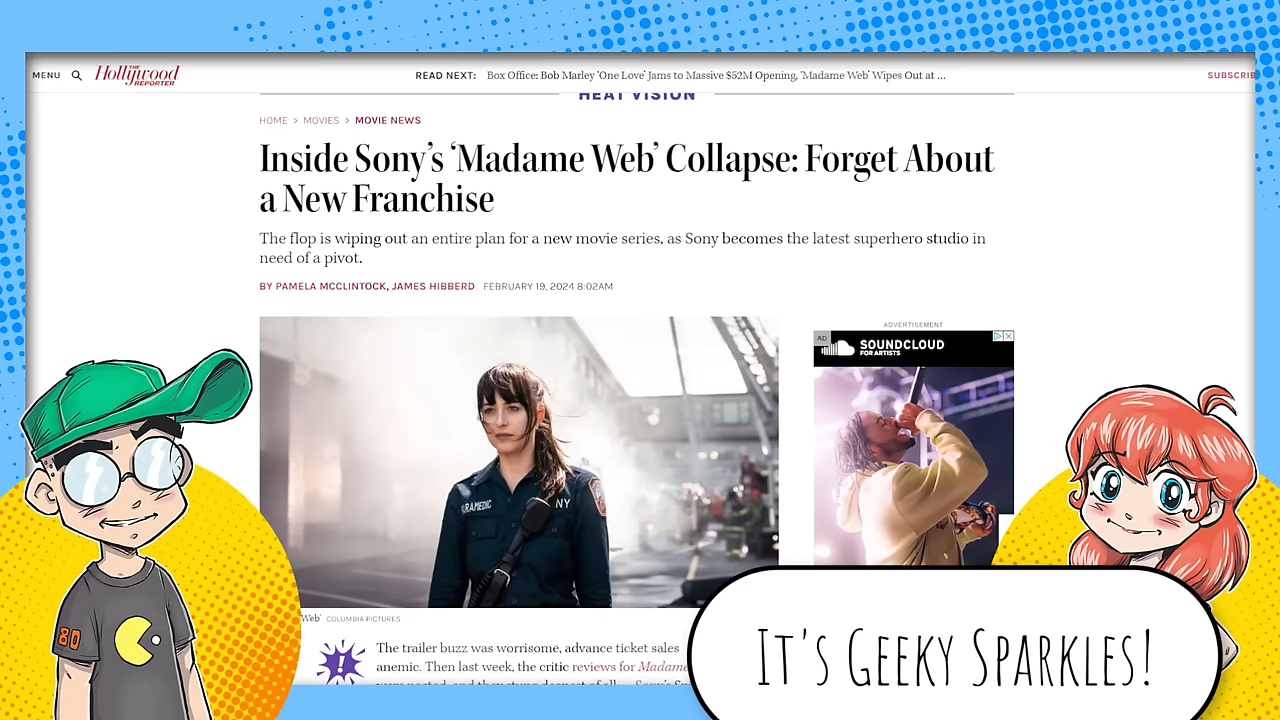 MENU
THE
Hollywood
REPORTER
READ NEXT: Box Office: Bob Marley 'One Love' Jams to Massive $52M Opening, 'Madame Web' Wipes Out at ...
SUBSCRIB
HEAT VISION
HOME > MOVIES > MOVIE NEWS
Inside Sony's 'Madame Web' Collapse: Forget About
a New Franchise
The flop is wiping out an entire plan for a new movie series, as Sony becomes the latest superhero studio in
need of a pivot.
BY PAMELA MCCLINTOCK, JAMES HIBBERD FEBRUARY 19, 2024 8:02AM
ADVERTISEMENT
AD
SOUNDCLOUD
FOR ARTISTS
PARAMEDIC
NY
Web' COLUMBIA PICTURES
The trailer buzz was worrisome, advance ticket sales
anemic. Then last week, the critic reviews for Madame
80
IT'S GEEKY SPARKLES!